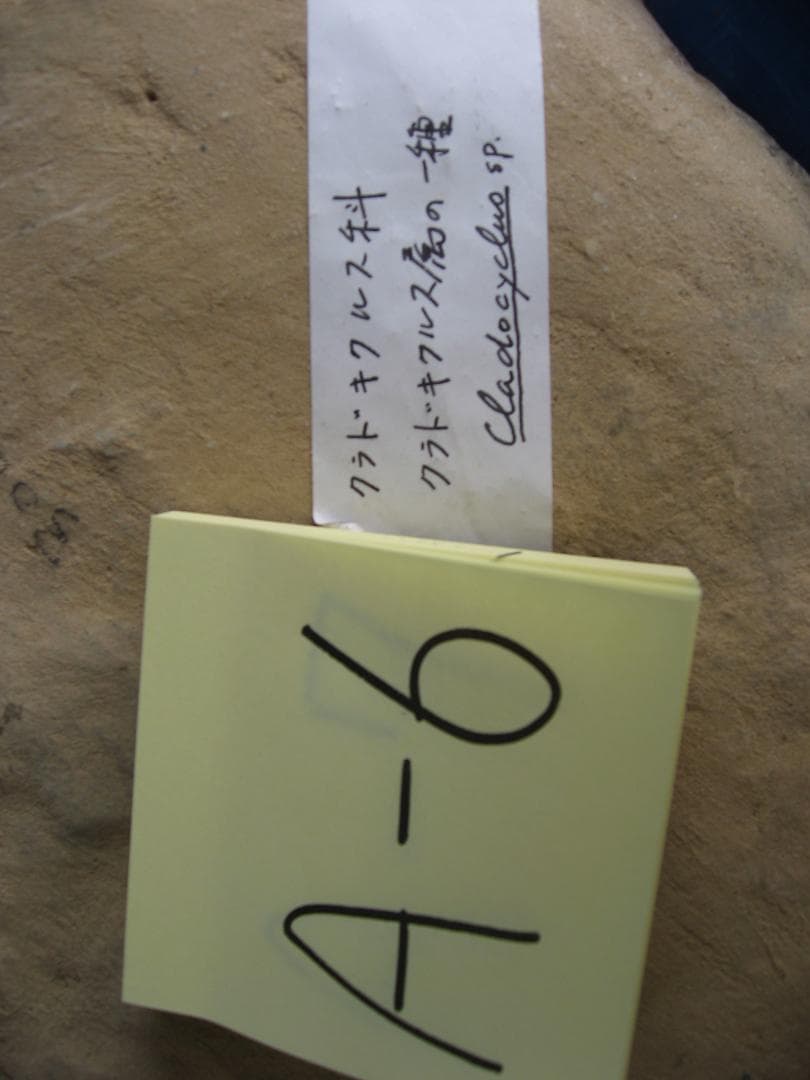 クラドキクルス科
クラドキクルス属の一種
Cladocyclus sp.
A-6